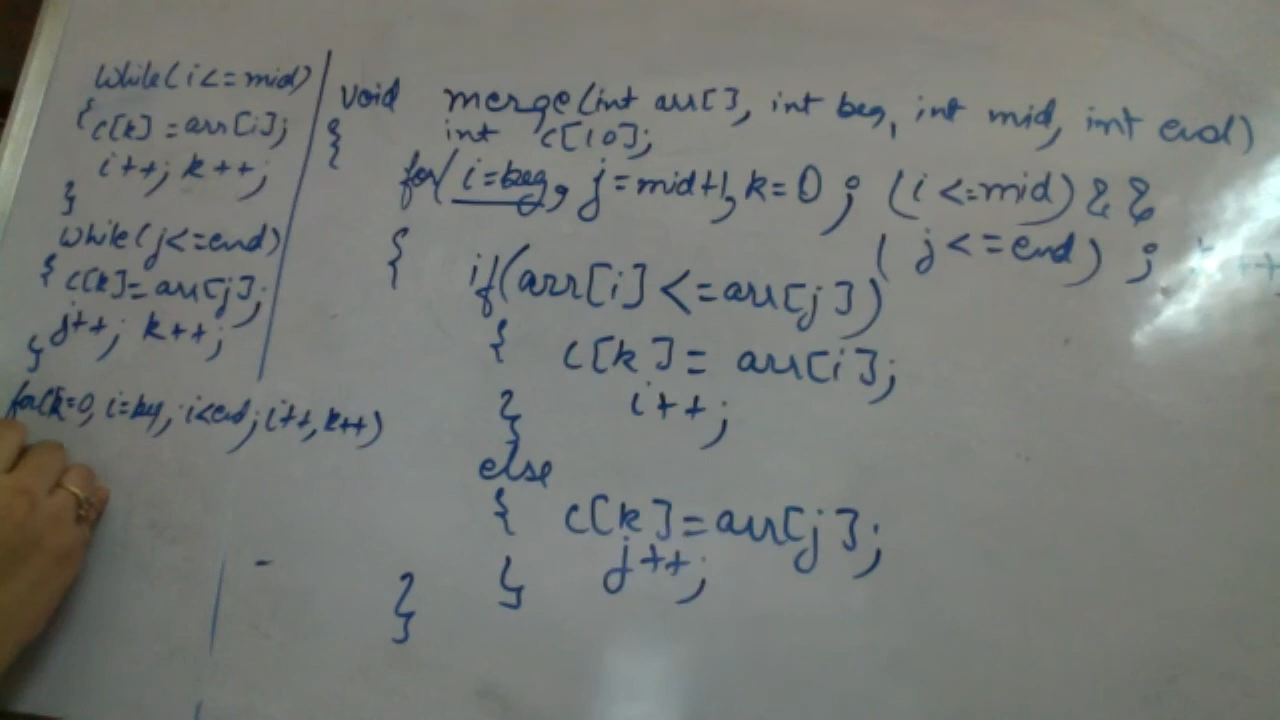 void merge(int arr[], int beg, int mid, int end)
{
int c[10];
for(i=beg, j=mid+1, k=0; (i<=mid) &&
(j<=end);
{
if(arr[i]<=arr[j])
{ c[k]= arr[i];
i++;
}
else
{ c[k]=arr[j];
j++;
}
}
while(i<=mid)
{ c[k]=arr[i];
i++; k++;
}
while(j<=end)
{ c[k]=arr[j];
j++; k++;
}
for(k=0, i=beg; i<end; i++, k++)